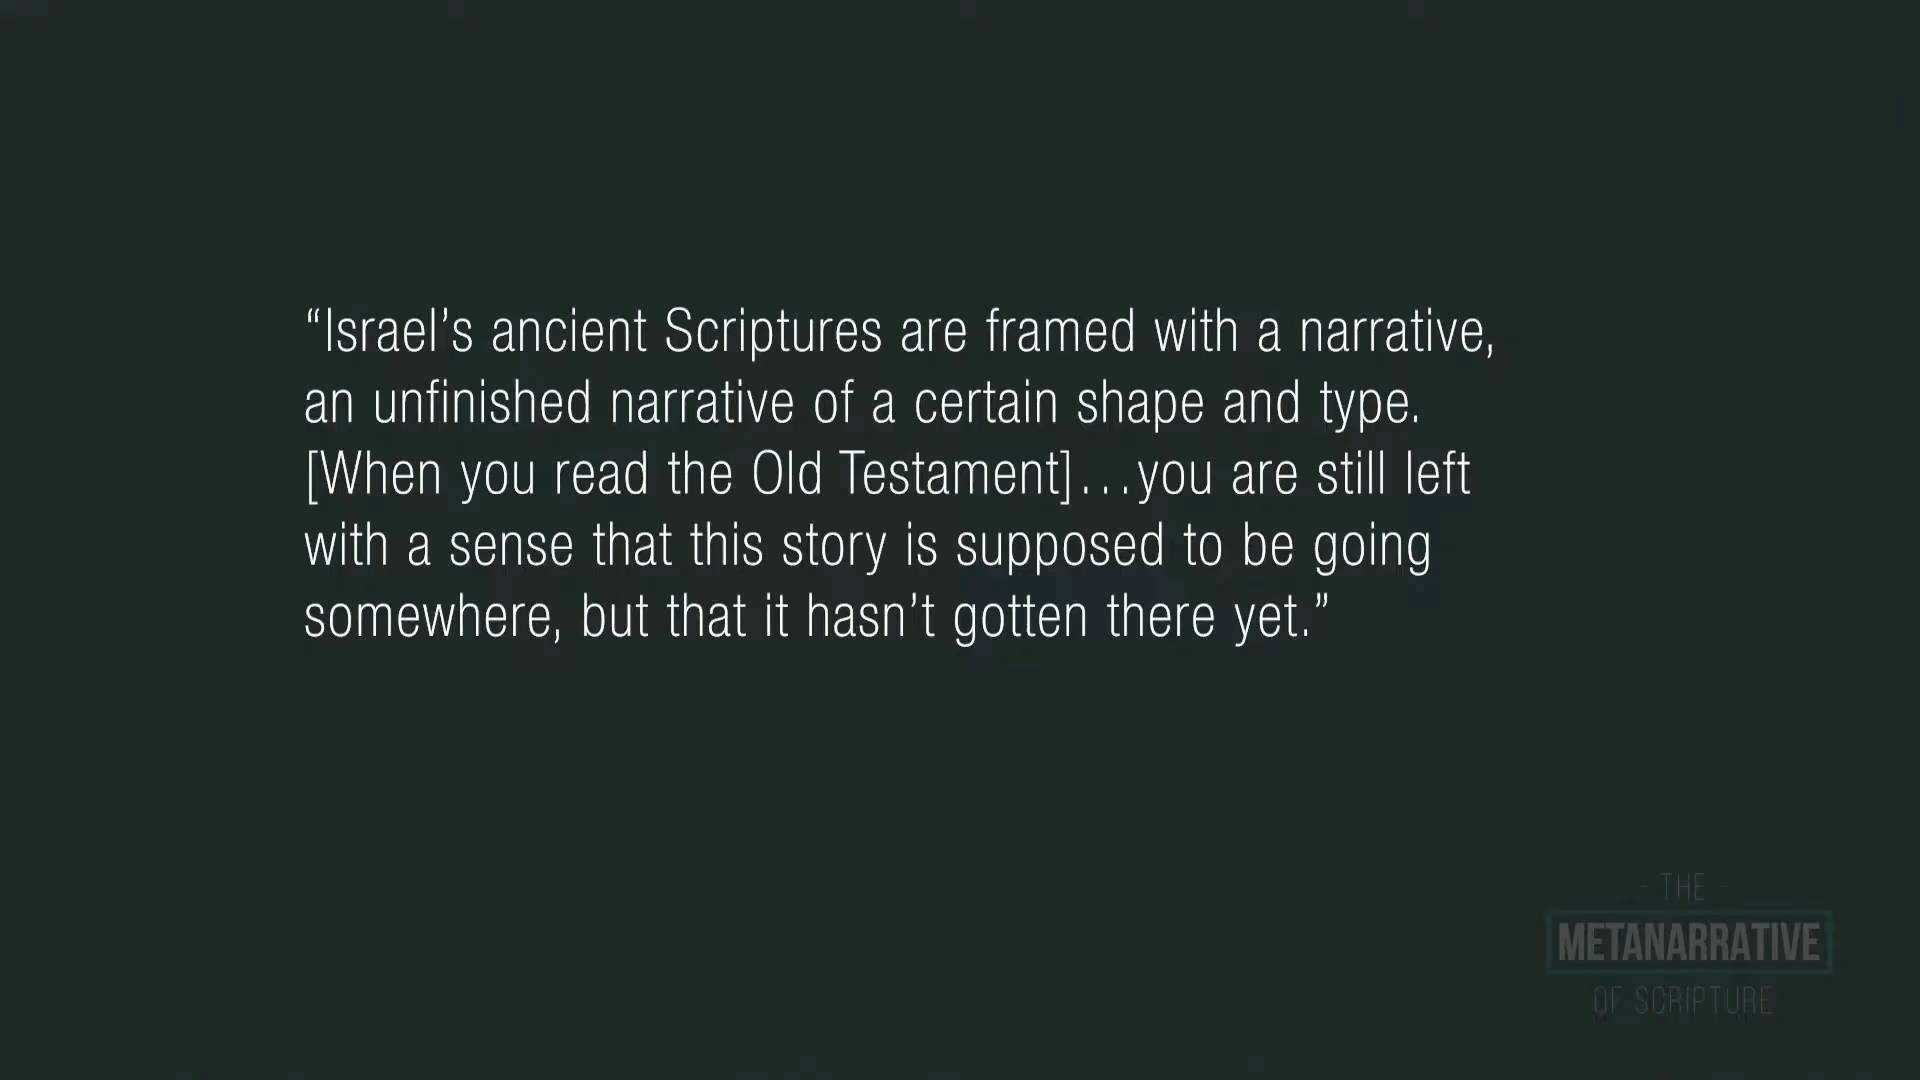 “Israel’s ancient Scriptures are framed with a narrative,
an unfinished narrative of a certain shape and type.
[When you read the Old Testament]...you are still left
with a sense that this story is supposed to be going
somewhere, but that it hasn’t gotten there yet.”
- THE -
METANARRATIVE
OF SCRIPTURE